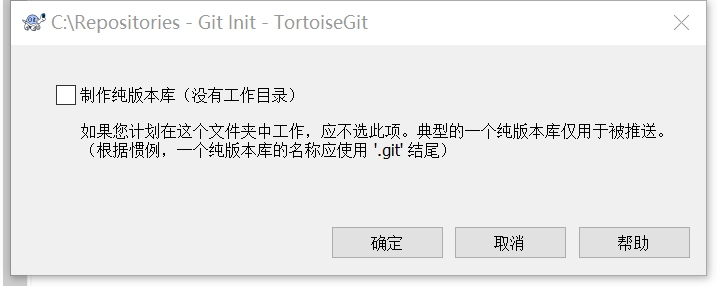 C:\Repositories - Git Init - TortoiseGit
制作纯版本库（没有工作目录）
如果您计划在这个文件夹中工作，应不选此项。典型的一个纯版本库仅用于被推送。
（根据惯例，一个纯版本库的名称应使用 '.git' 结尾）
确定 取消 帮助